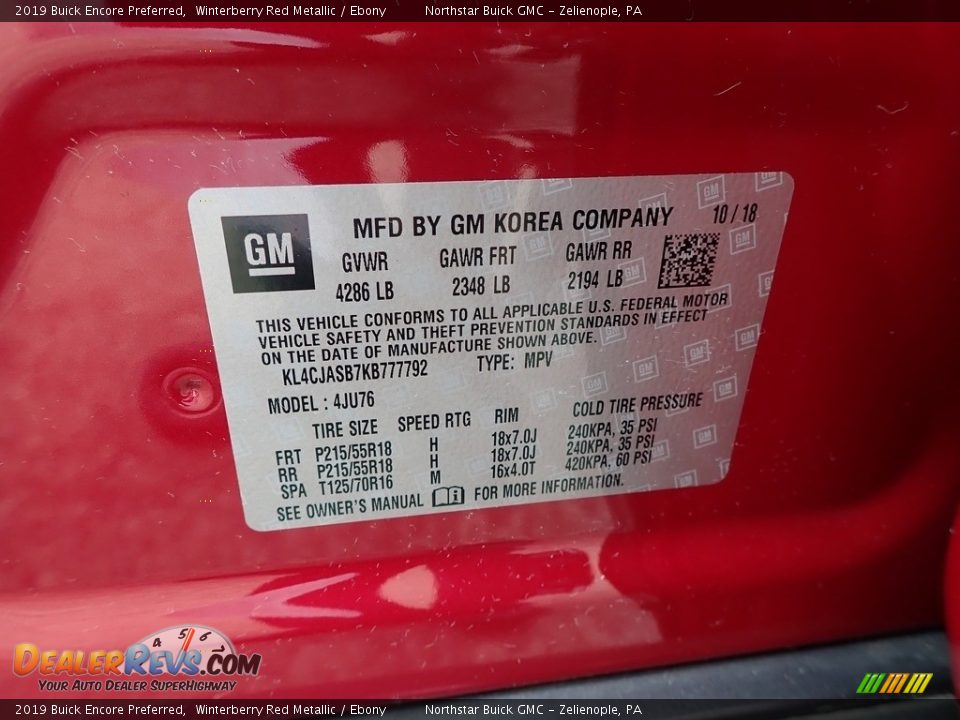 2019 Buick Encore Preferred,  Winterberry Red Metallic / Ebony    Northstar Buick GMC - Zelienople, PA
MFD BY GM KOREA COMPANY    10/18
GM
GVWR    GAWR FRT    GAWR RR
4286 LB    2348 LB    2194 LB
THIS VEHICLE CONFORMS TO ALL APPLICABLE U.S. FEDERAL MOTOR
VEHICLE SAFETY AND THEFT PREVENTION STANDARDS IN EFFECT
ON THE DATE OF MANUFACTURE SHOWN ABOVE.
KL4CJASB7KB777792    TYPE: MPV
MODEL : 4JU76
TIRE SIZE    SPEED RTG    RIM    COLD TIRE PRESSURE
FRT    P215/55R18    H    18x7.0J    240KPA, 35 PSI
RR    P215/55R18    H    18x7.0J    240KPA, 35 PSI
SPA    T125/70R16    M    16x4.0T    420KPA, 60 PSI
SEE OWNER'S MANUAL    FOR MORE INFORMATION.
4 5 6
DealerRevs.com
Your Auto Dealer SuperHighway
2019 Buick Encore Preferred,  Winterberry Red Metallic / Ebony    Northstar Buick GMC - Zelienople, PA